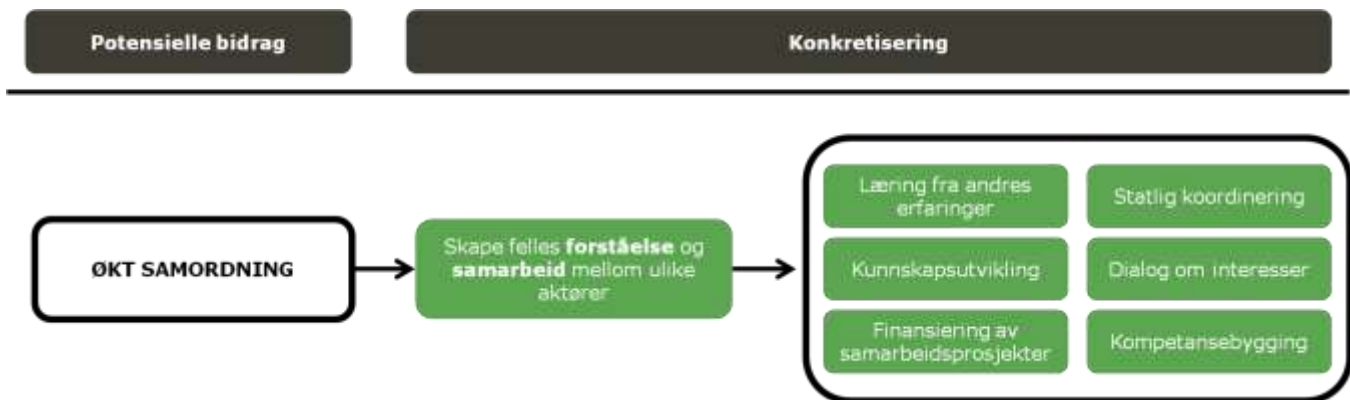 Potensielle bidrag
Konkretisering
ØKT SAMORDNING
Skape felles forståelse og
samarbeid mellom ulike
aktører
Læring fra andres
erfaringer
Statlig koordinering
Kunnskapsutvikling
Dialog om interesser
Finansiering av
samarbeidsprosjekter
Kompetansebygging